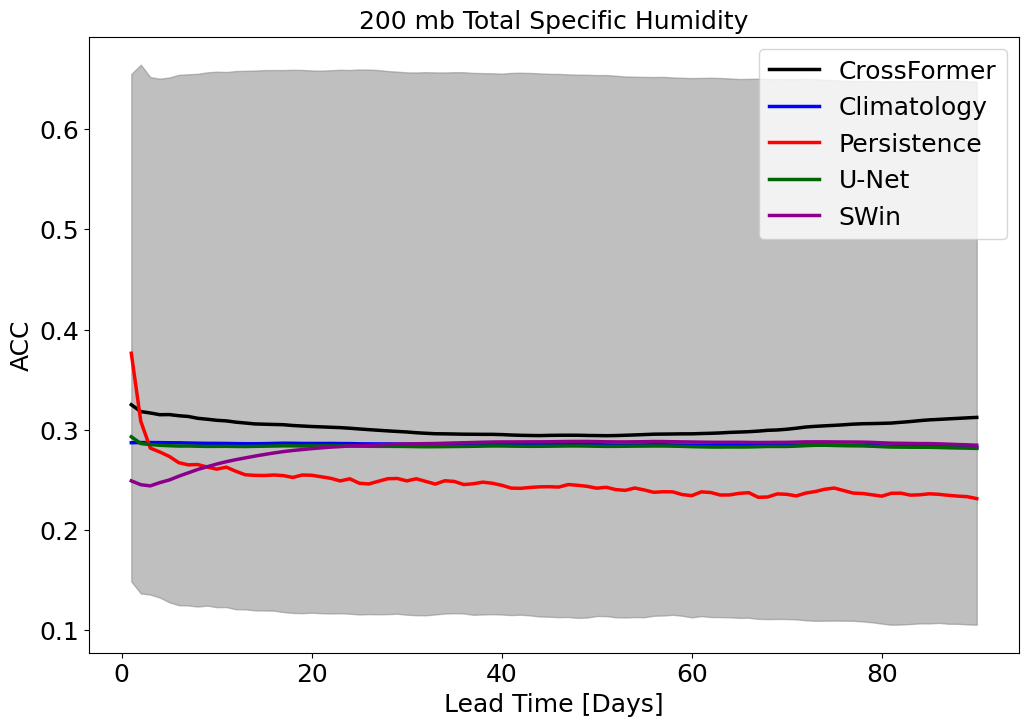 200 mb Total Specific Humidity
CrossFormer
Climatology
Persistence
U-Net
SWin
ACC
0.6
0.5
0.4
0.3
0.2
0.1
0 20 40 60 80
Lead Time [Days]